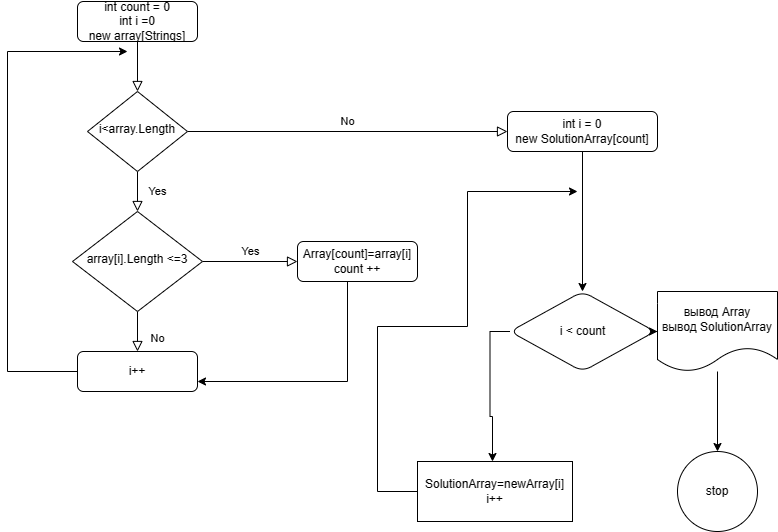 int count = 0
int i =0
new array[Strings]
i<array.Length
No
int i = 0
new SolutionArray[count]
Yes
array[i].Length <=3
Yes
Array[count]=array[i]
count ++
No
i++
i < count
вывод Array
вывод SolutionArray
SolutionArray=newArray[i]
i++
stop